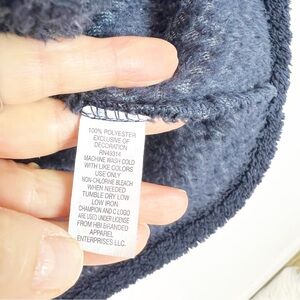 100% POLYESTER
EXCLUSIVE OF
DECORATION
RN49814
MACHINE WASH COLD
WITH LIKE COLORS
USE ONLY
NON-CHLORINE BLEACH
WHEN NEEDED
TUMBLE DRY LOW
LOW IRON.
CHAMPION AND C LOGO
ARE USED UNDER LICENSE
FROM HBI BRANDED
APPAREL
ENTERPRISES LLC.